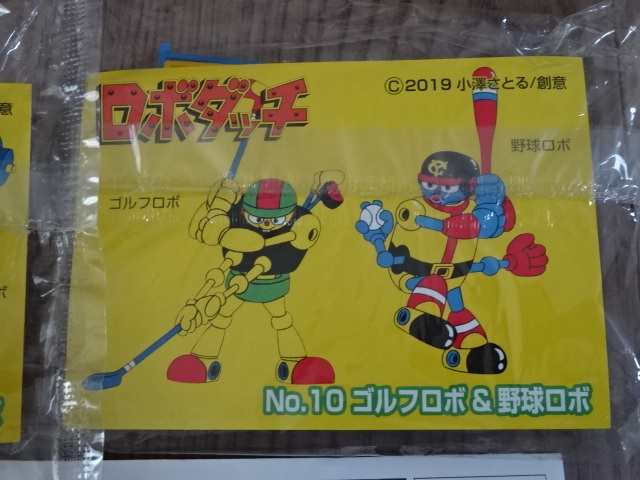 ロボダッチ
©2019 小澤さとる/創意
野球ロボ
ゴルフロボ
No.10 ゴルフロボ & 野球ロボ